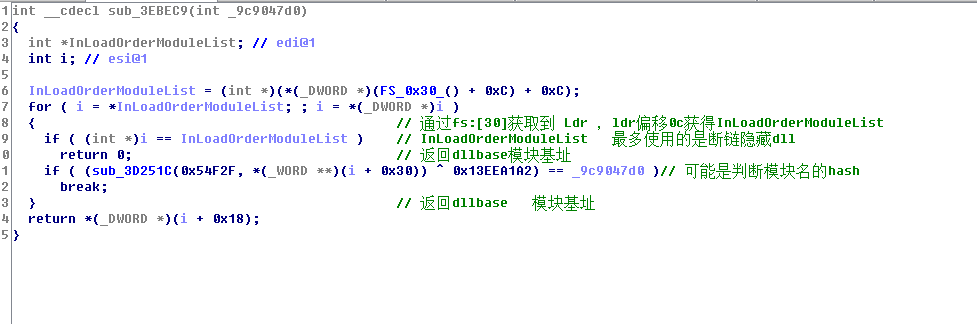 1 int __cdecl sub_3EBEC9(int _9c9047d0)
2 {
3 int *InLoadOrderModuleList; // edi@1
4 int i; // esi@1
5
6 InLoadOrderModuleList = (int *)(*(_DWORD *)(FS_0x30_() + 0xC) + 0xC);
7 for ( i = *InLoadOrderModuleList; ; i = *(_DWORD *)i )
8 { // 通过fs:[30]获取到 Ldr , ldr偏移0c获得InLoadOrderModuleList
9 if ( (int *)i == InLoadOrderModuleList ) // InLoadOrderModuleList 最多使用的是断链隐藏dll
0 return 0; // 返回dllbase模块基址
1 if ( (sub_3D251C(0x54F2F, *(_WORD **)(i + 0x30)) ^ 0x13EEA1A2) == _9c9047d0 )// 可能是判断模块名的hash
2 break;
3 } // 返回dllbase 模块基址
4 return *(_DWORD *)(i + 0x18);
5 }